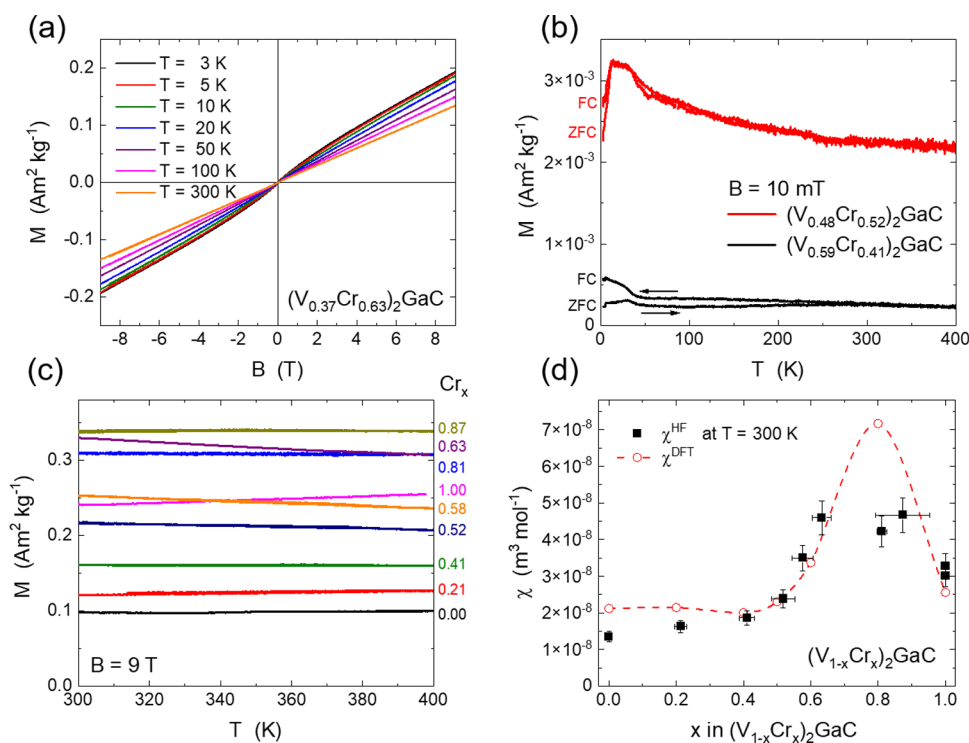 (a)
M (Am² kg⁻¹)
0.2
0.1
0.0
-0.1
-0.2
T = 3 K
T = 5 K
T = 10 K
T = 20 K
T = 50 K
T = 100 K
T = 300 K
(V₀.₃₇Cr₀.₆₃)₂GaC
-8 -6 -4 -2 0 2 4 6 8
B (T)
(b)
M (Am² kg⁻¹)
3×10⁻³
2×10⁻³
1×10⁻³
0
FC
ZFC
B = 10 mT
(V₀.₄₈Cr₀.₅₂)₂GaC
(V₀.₅₉Cr₀.₄₁)₂GaC
FC
ZFC
0 100 200 300 400
T (K)
(c)
Crₓ
M (Am² kg⁻¹)
0.3
0.2
0.1
0.0
0.87
0.63
0.81
1.00
0.58
0.52
0.41
0.21
0.00
B = 9 T
300 320 340 360 380 400
T (K)
(d)
χ (m³ mol⁻¹)
7×10⁻⁸
6×10⁻⁸
5×10⁻⁸
4×10⁻⁸
3×10⁻⁸
2×10⁻⁸
1×10⁻⁸
0
χᴴᶠ at T = 300 K
χᴰᶠᵀ
(V₁₋ₓCrₓ)₂GaC
0.0 0.2 0.4 0.6 0.8 1.0
x in (V₁₋ₓCrₓ)₂GaC